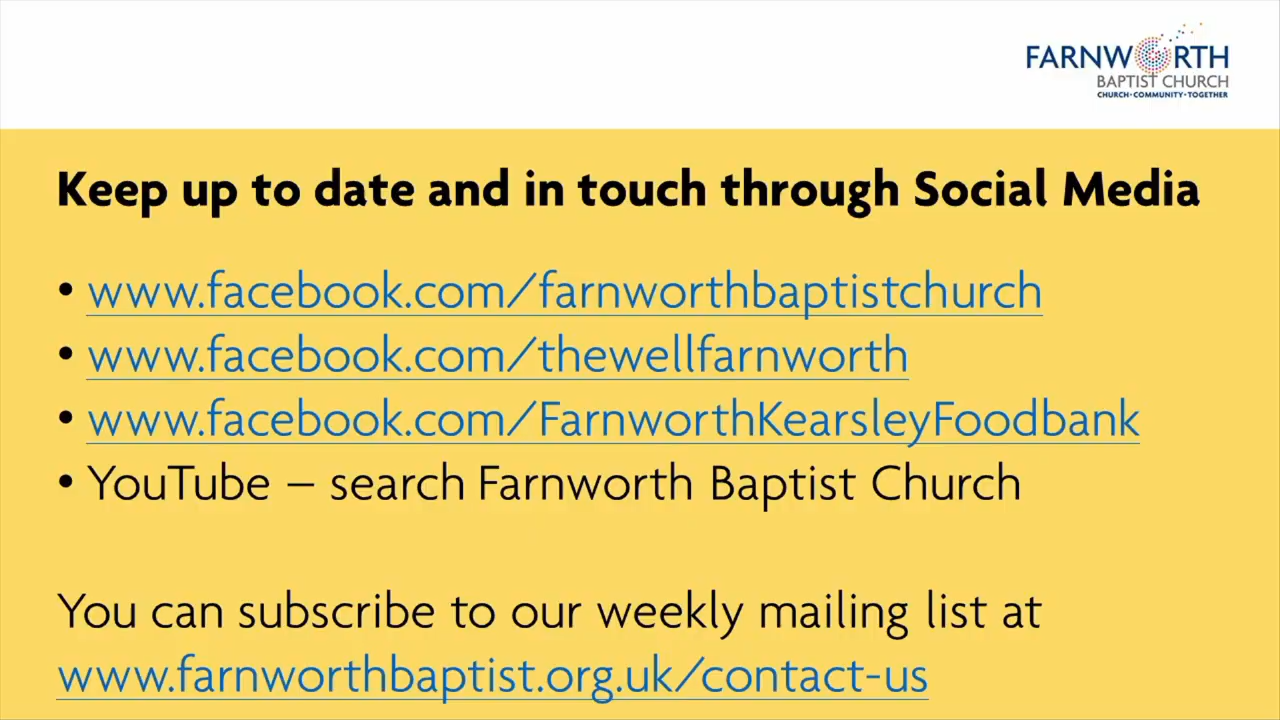 FARNWORTH
BAPTIST CHURCH
CHURCH•COMMUNITY•TOGETHER
Keep up to date and in touch through Social Media
• www.facebook.com/farnworthbaptistchurch
• www.facebook.com/thewellfarnworth
• www.facebook.com/FarnworthKearsleyFoodbank
• YouTube – search Farnworth Baptist Church
You can subscribe to our weekly mailing list at
www.farnworthbaptist.org.uk/contact-us